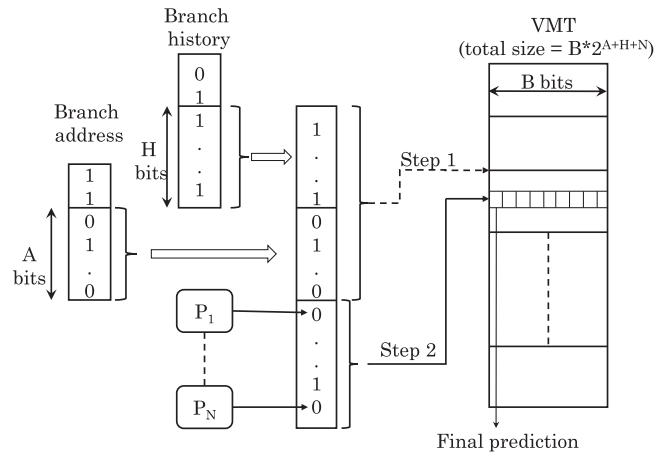 Branch
history
VMT
(total size = B*2^{A+H+N})
B bits
Branch
address
H
bits
A
bits
0
1
1
.
.
1
1
1
0
1
.
0
1
.
.
1
0
1
.
0
0
.
.
1
0
Step 1
Step 2
P₁
P_N
Final prediction